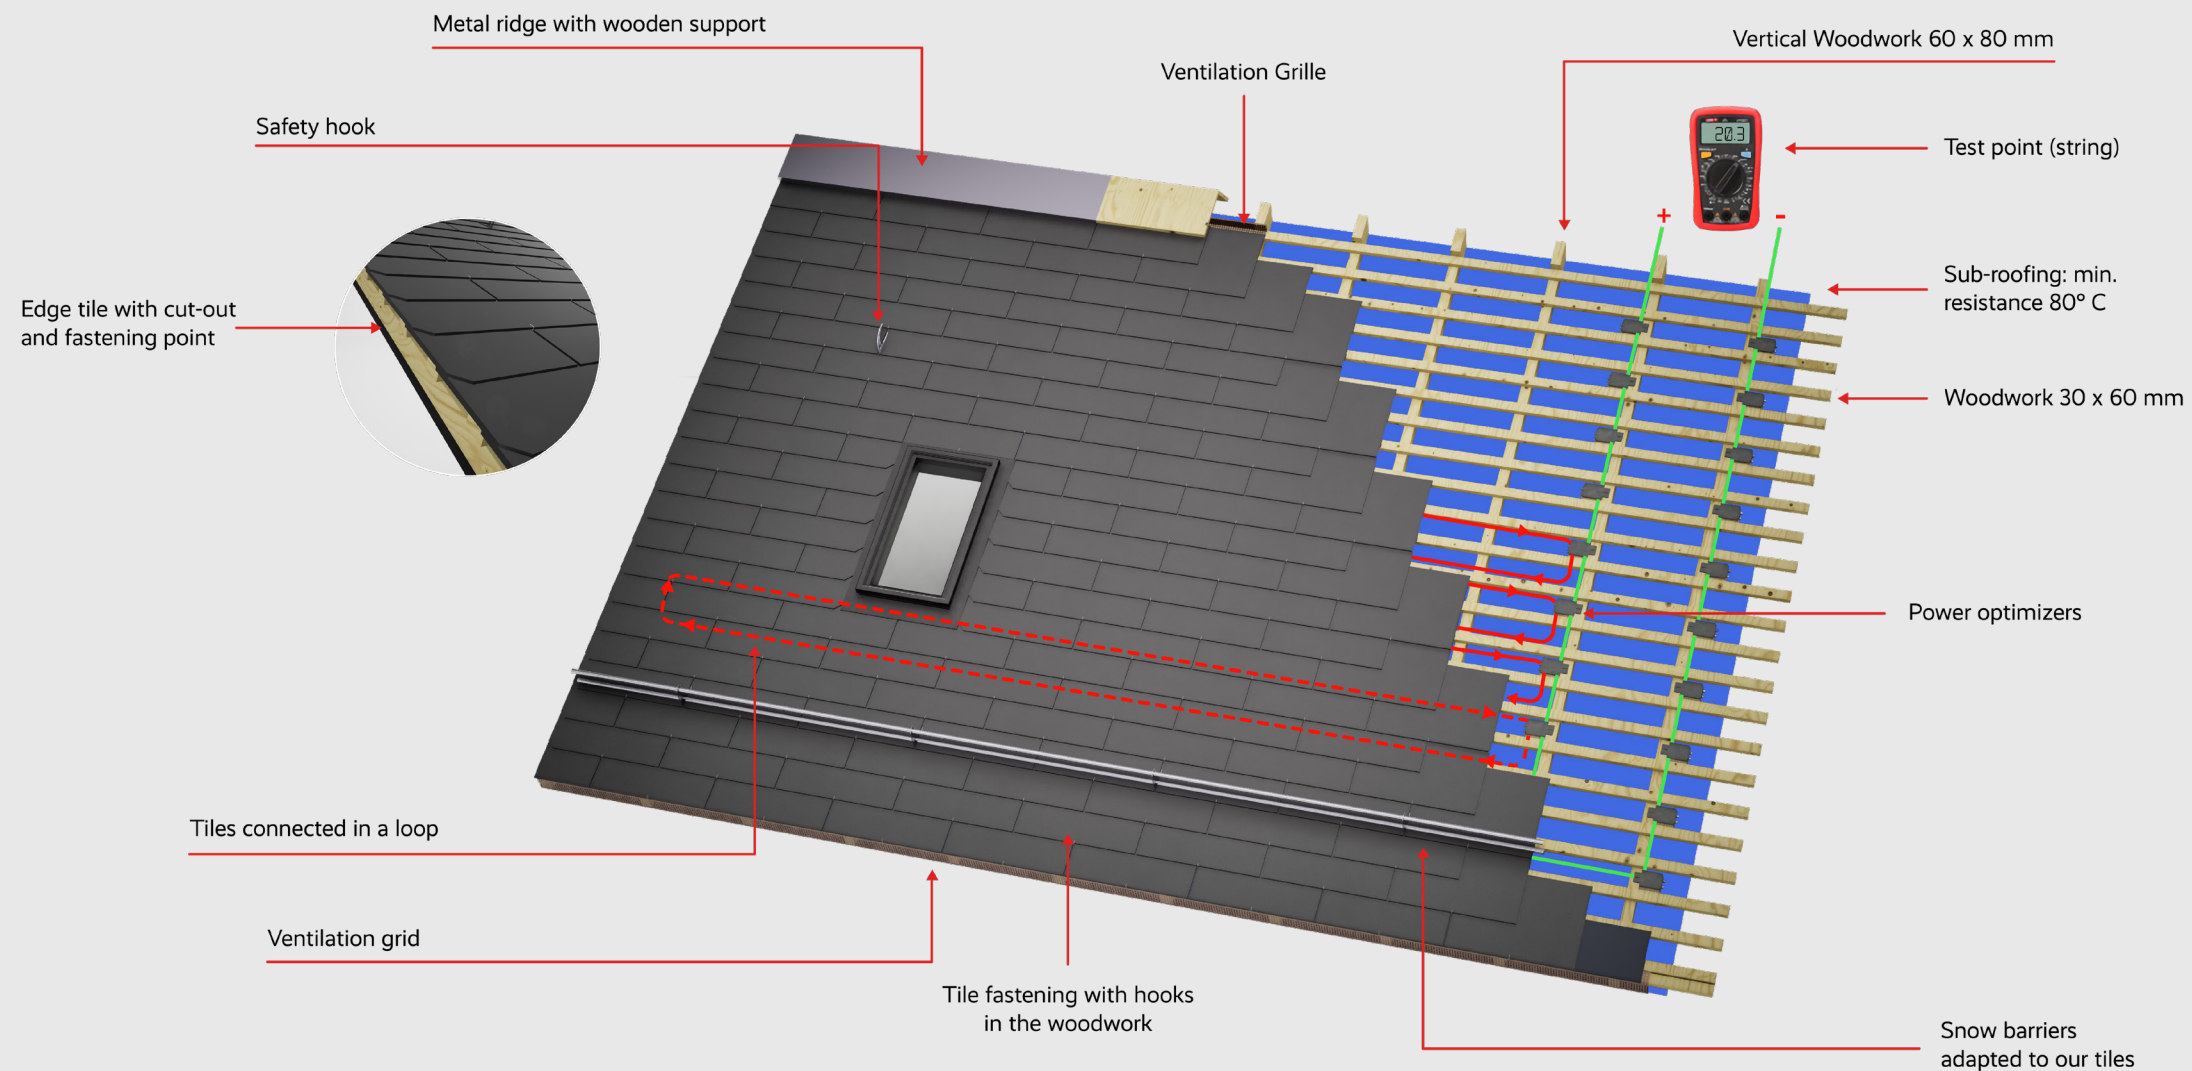 Metal ridge with wooden support
Vertical Woodwork 60 x 80 mm
Ventilation Grille
Safety hook
20.3
Test point (string)
+
-
Sub-roofing: min.
resistance 80º C
Edge tile with cut-out
and fastening point
Woodwork 30 x 60 mm
Power optimizers
Tiles connected in a loop
Ventilation grid
Tile fastening with hooks
in the woodwork
Snow barriers
adapted to our tiles